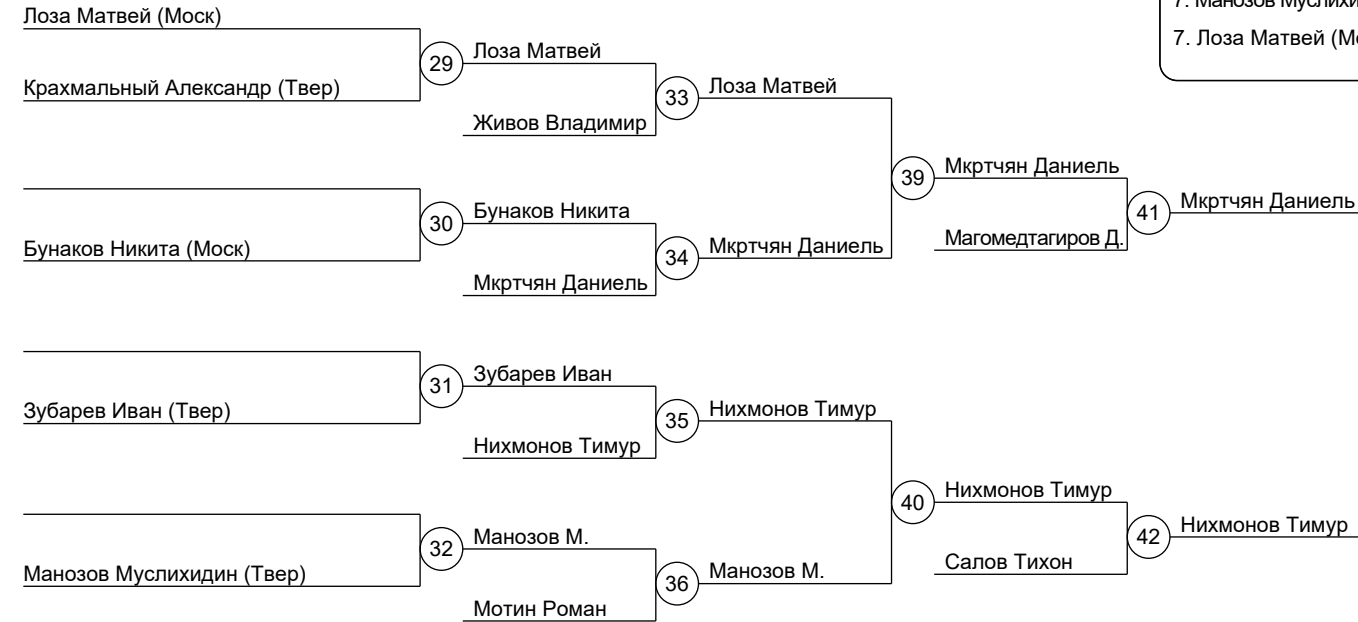 7. Манозов
7. Лоза Матвей
Лоза Матвей (Моск)
29
Лоза Матвей
Крахмальный Александр (Твер)
33
Лоза Матвей
Живов Владимир
39
Мкртчян Даниель
30
Бунаков Никита
41
Мкртчян Даниель
Бунаков Никита (Моск)
34
Мкртчян Даниель
Магомедтагиров Д.
Мкртчян Даниель
31
Зубарев Иван
Зубарев Иван (Твер)
35
Нихмонов Тимур
Нихмонов Тимур
40
Нихмонов Тимур
32
Манозов М.
42
Нихмонов Тимур
Манозов Муслихидин (Твер)
36
Манозов М.
Салов Тихон
Мотин Роман